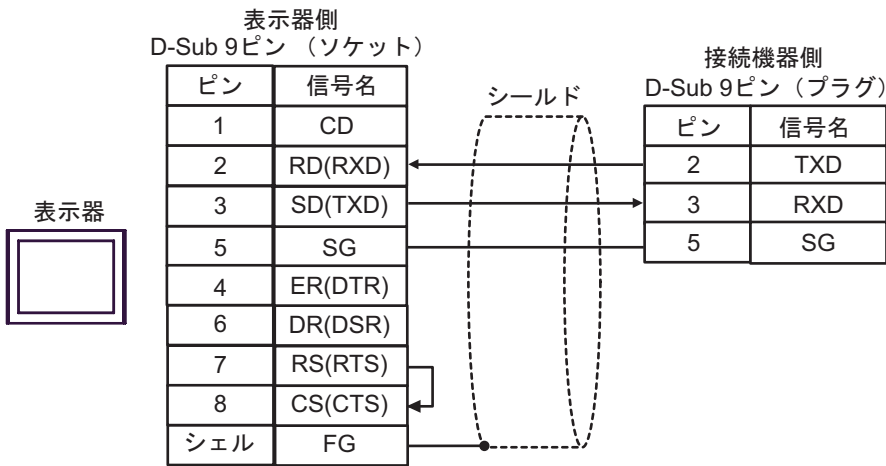 表示器側
D-Sub 9ピン （ソケット）
ピン 信号名
1 CD
2 RD(RXD)
3 SD(TXD)
5 SG
4 ER(DTR)
6 DR(DSR)
7 RS(RTS)
8 CS(CTS)
シェル FG
表示器
シールド
接続機器側
D-Sub 9ピン（プラグ）
ピン 信号名
2 TXD
3 RXD
5 SG